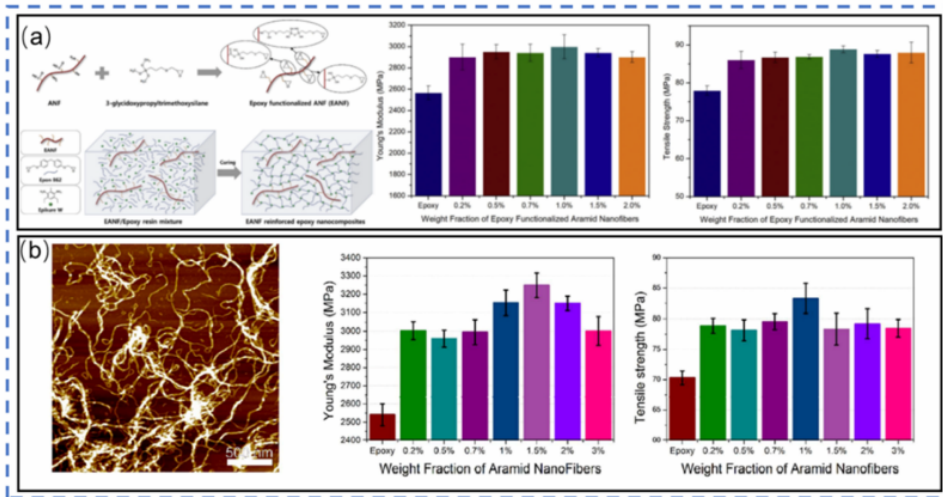 (a)
ANF
3-glycidoxypropyltrimethoxysilane
Epoxy functionalized ANF (EANF)
EANF
Epon 862
Epikure W
Curing
EANF/Epoxy resin mixture
EANF reinforced epoxy nanocomposites
Young's Modulus (MPa)
3200
3000
2800
2600
2400
2200
2000
1800
1600
Epoxy 0.2% 0.5% 0.7% 1.0% 1.5% 2.0%
Weight Fraction of Epoxy Functionalized Aramid Nanofibers
Tensile Strength (MPa)
90
80
70
60
50
Epoxy 0.2% 0.5% 0.7% 1.0% 1.5% 2.0%
Weight Fraction of Epoxy Functionalized Aramid Nanofibers
(b)
500nm
Young's Modulus (MPa)
3400
3300
3200
3100
3000
2900
2800
2700
2600
2500
2400
Epoxy 0.2% 0.5% 0.7% 1% 1.5% 2% 3%
Weight Fraction of Aramid NanoFibers
Tensile strength (MPa)
90
85
80
75
70
65
60
Epoxy 0.2% 0.5% 0.7% 1% 1.5% 2% 3%
Weight Fraction of Aramid NanoFibers